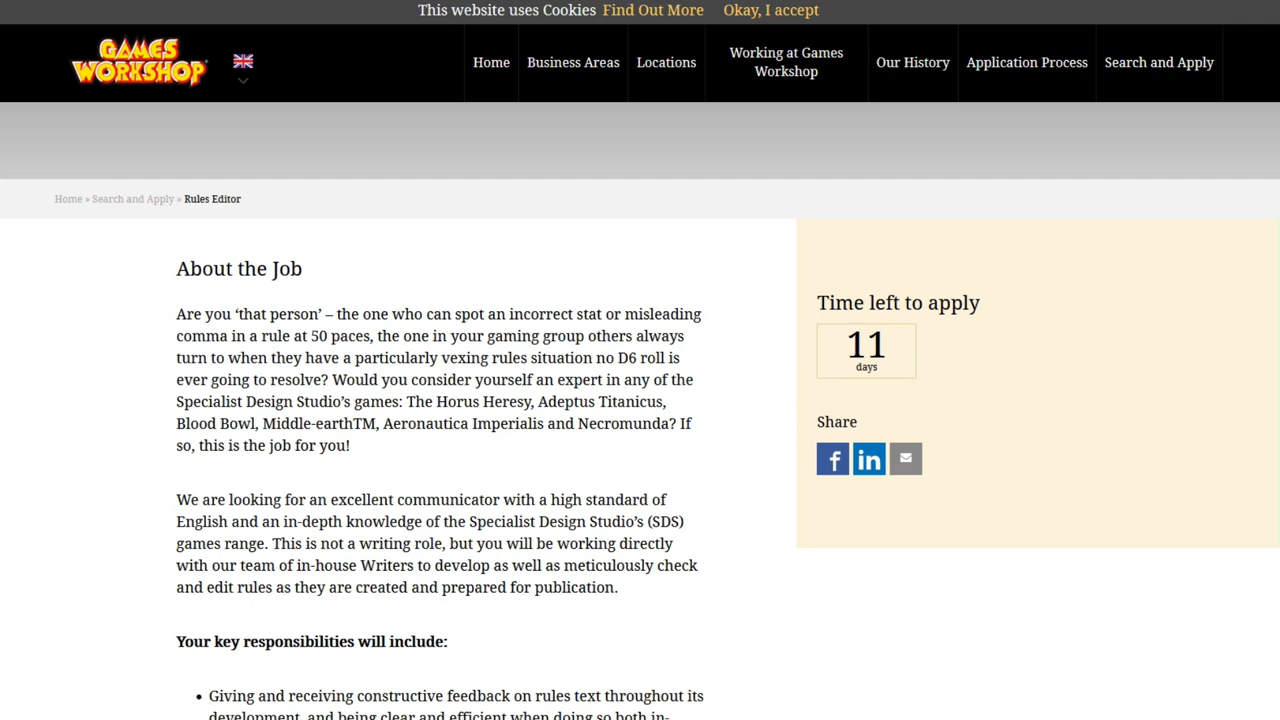 This website uses Cookies Find Out More Okay, I accept
GAMES
WORKSHOP
Home
Business Areas
Locations
Working at Games
Workshop
Our History
Application Process
Search and Apply
Home » Search and Apply » Rules Editor
About the Job
Are you ‘that person’ – the one who can spot an incorrect stat or misleading
comma in a rule at 50 paces, the one in your gaming group others always
turn to when they have a particularly vexing rules situation no D6 roll is
ever going to resolve? Would you consider yourself an expert in any of the
Specialist Design Studio’s games: The Horus Heresy, Adeptus Titanicus,
Blood Bowl, Middle-earthTM, Aeronautica Imperialis and Necromunda? If
so, this is the job for you!
We are looking for an excellent communicator with a high standard of
English and an in-depth knowledge of the Specialist Design Studio’s (SDS)
games range. This is not a writing role, but you will be working directly
with our team of in-house Writers to develop as well as meticulously check
and edit rules as they are created and prepared for publication.
Your key responsibilities will include:
• Giving and receiving constructive feedback on rules text throughout its
development, and being clear and efficient when doing so both in-
Time left to apply
11
days
Share
f
in